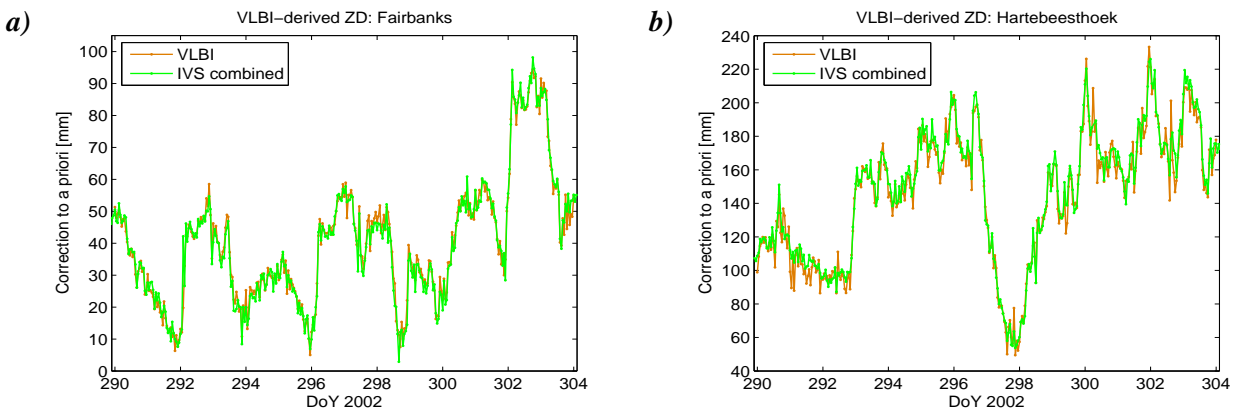 a)
VLBI−derived ZD: Fairbanks
VLBI
IVS combined
Correction to a priori [mm]
100
90
80
70
60
50
40
30
20
10
0
290 292 294 296 298 300 302 304
DoY 2002
b)
VLBI−derived ZD: Hartebeesthoek
VLBI
IVS combined
Correction to a priori [mm]
240
220
200
180
160
140
120
100
80
60
40
290 292 294 296 298 300 302 304
DoY 2002